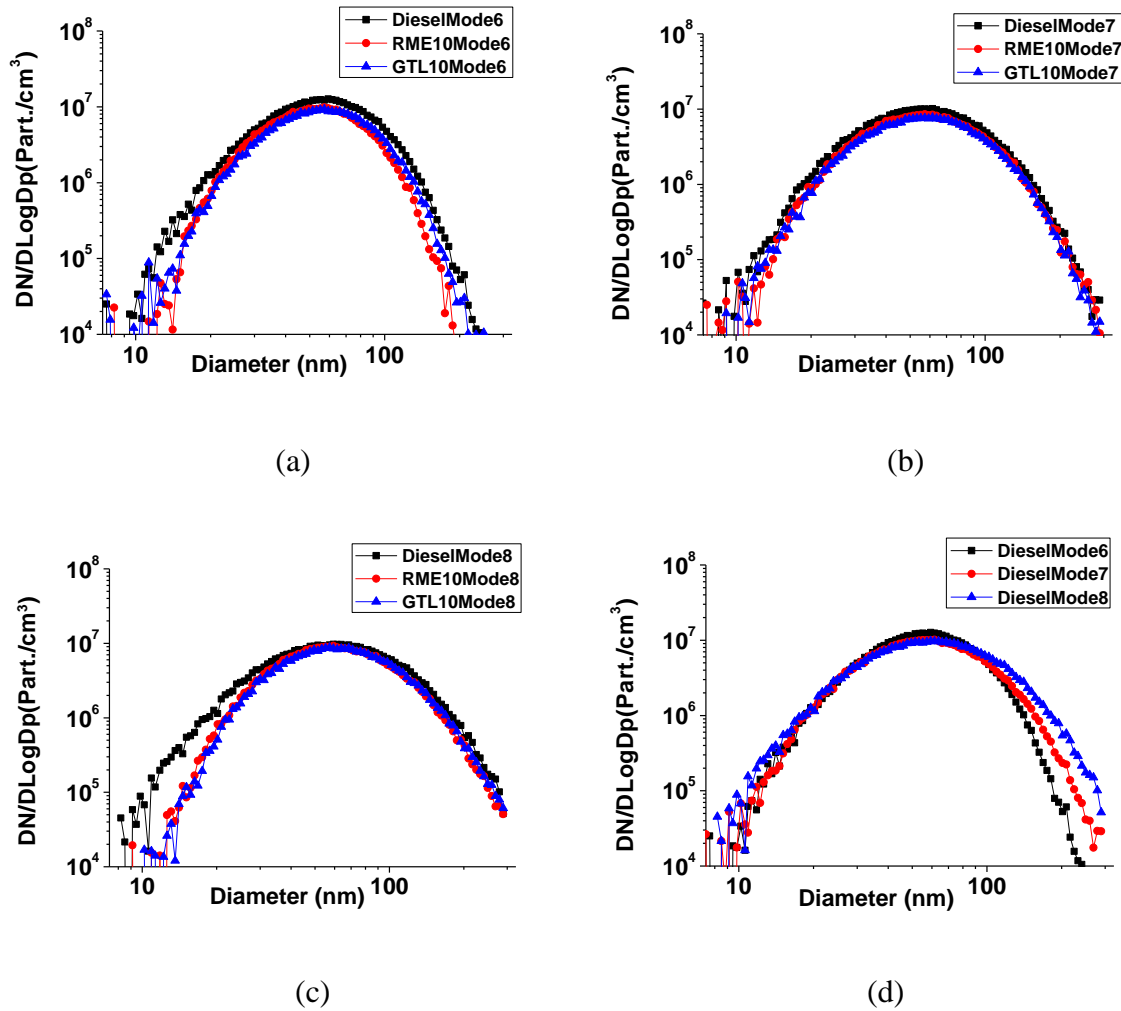 10^8
10^7
10^6
10^5
10^4
DN/DLogDp(Part./cm^3)
DieselMode6
RME10Mode6
GTL10Mode6
10
100
Diameter (nm)
(a)
10^8
10^7
10^6
10^5
10^4
DN/DLogDp(Part./cm^3)
DieselMode7
RME10Mode7
GTL10Mode7
10
100
Diameter (nm)
(b)
10^8
10^7
10^6
10^5
10^4
DN/DLogDp(Part./cm^3)
DieselMode8
RME10Mode8
GTL10Mode8
10
100
Diameter (nm)
(c)
10^8
10^7
10^6
10^5
10^4
DN/DLogDp(Part./cm^3)
DieselMode6
DieselMode7
DieselMode8
10
100
Diameter (nm)
(d)